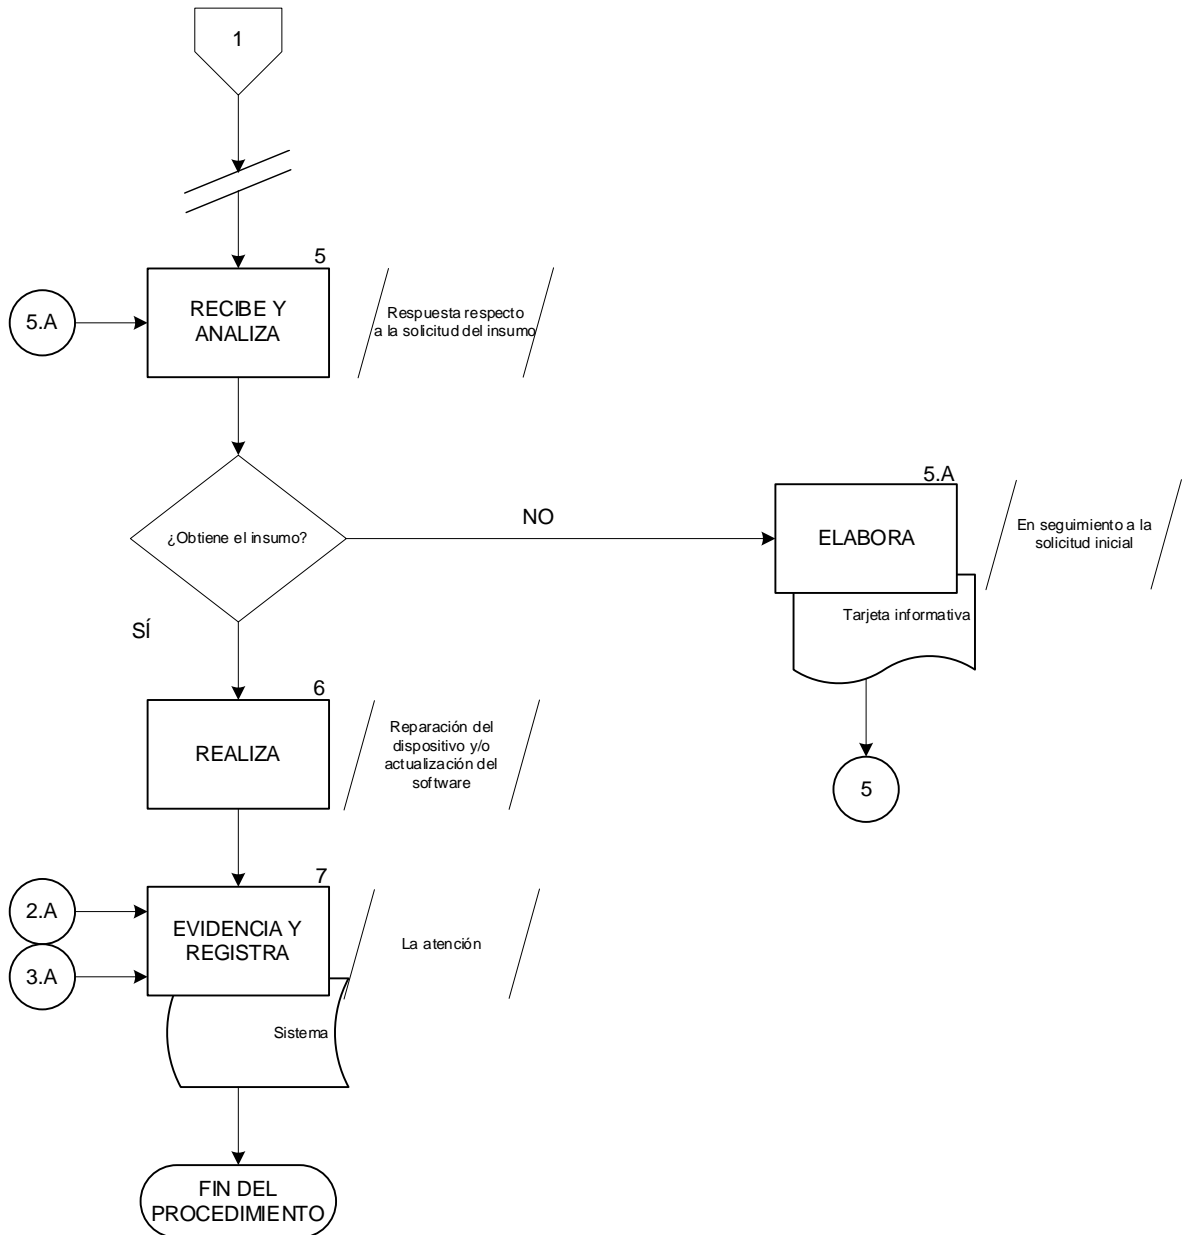 1
5
5.A
RECIBE Y
ANALIZA
Respuesta respecto
a la solicitud del insumo
¿Obtiene el insumo?
NO
SÍ
5.A
ELABORA
En seguimiento a la
solicitud inicial
Tarjeta informativa
5
6
REALIZA
Reparación del
dispositivo y/o
actualización del
software
7
2.A
3.A
EVIDENCIA Y
REGISTRA
La atención
Sistema
FIN DEL
PROCEDIMIENTO